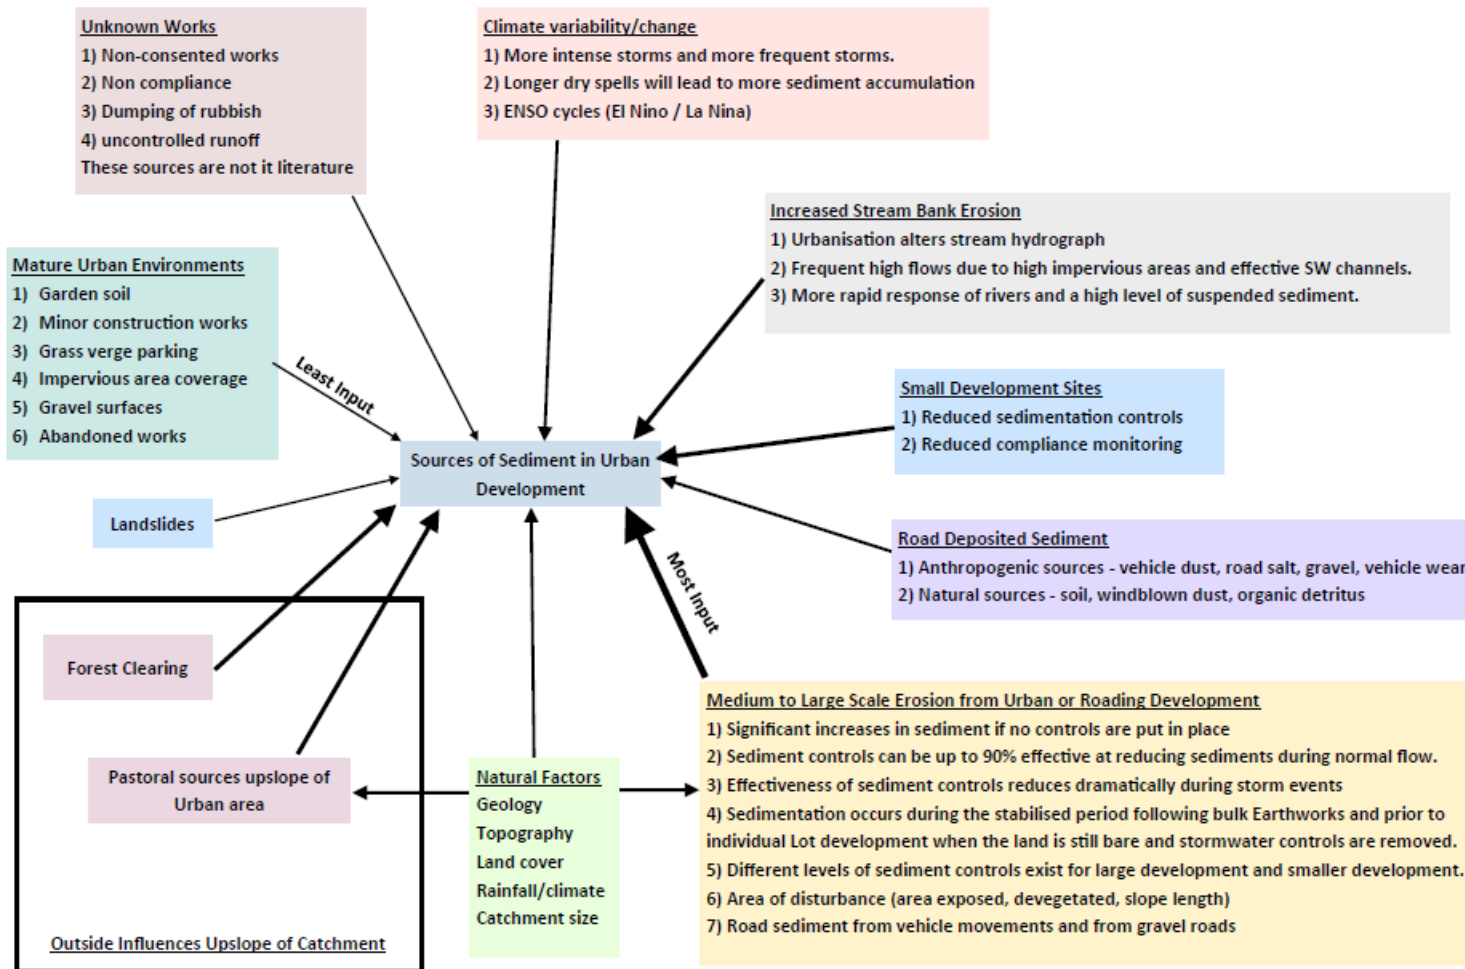 Unknown Works
1) Non-consented works
2) Non compliance
3) Dumping of rubbish
4) uncontrolled runoff
These sources are not it literature
Climate variability/change
1) More intense storms and more frequent storms.
2) Longer dry spells will lead to more sediment accumulation
3) ENSO cycles (El Nino / La Nina)
Increased Stream Bank Erosion
1) Urbanisation alters stream hydrograph
2) Frequent high flows due to high impervious areas and effective SW channels.
3) More rapid response of rivers and a high level of suspended sediment.
Mature Urban Environments
1) Garden soil
2) Minor construction works
3) Grass verge parking
4) Impervious area coverage
5) Gravel surfaces
6) Abandoned works
Least Input
Small Development Sites
1) Reduced sedimentation controls
2) Reduced compliance monitoring
Sources of Sediment in Urban
Development
Landslides
Road Deposited Sediment
1) Anthropogenic sources - vehicle dust, road salt, gravel, vehicle wear
2) Natural sources - soil, windblown dust, organic detritus
Most Input
Forest Clearing
Pastoral sources upslope of
Urban area
Outside Influences Upslope of Catchment
Natural Factors
Geology
Topography
Land cover
Rainfall/climate
Catchment size
Medium to Large Scale Erosion from Urban or Roading Development
1) Significant increases in sediment if no controls are put in place
2) Sediment controls can be up to 90% effective at reducing sediments during normal flow.
3) Effectiveness of sediment controls reduces dramatically during storm events
4) Sedimentation occurs during the stabilised period following bulk Earthworks and prior to
individual Lot development when the land is still bare and stormwater controls are removed.
5) Different levels of sediment controls exist for large development and smaller development.
6) Area of disturbance (area exposed, devegetated, slope length)
7) Road sediment from vehicle movements and from gravel roads